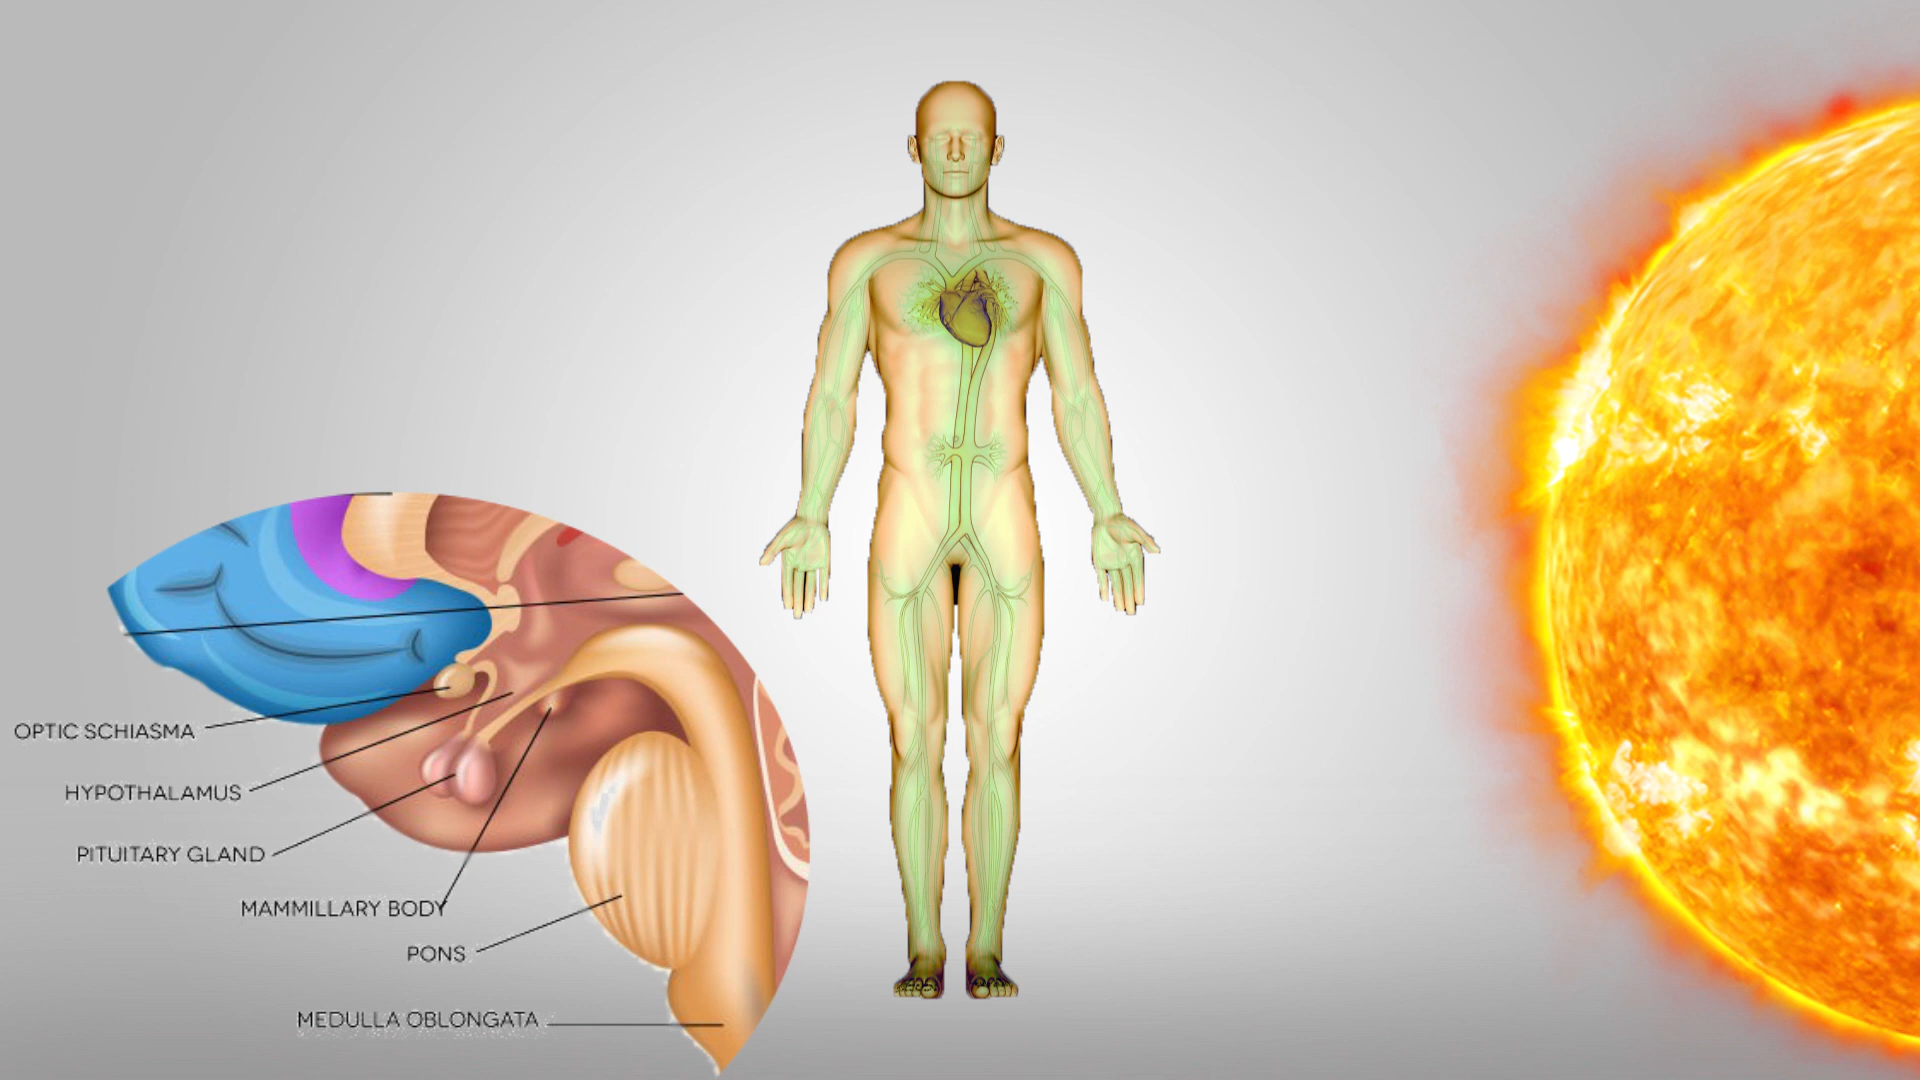 OPTIC SCHIASMA
HYPOTHALAMUS
PITUITARY GLAND
MAMMILLARY BODY
PONS
MEDULLA OBLONGATA